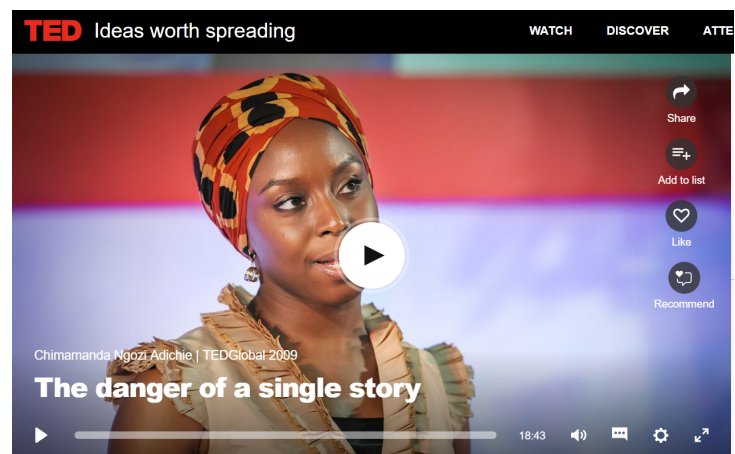 TED Ideas worth spreading WATCH DISCOVER ATTE
Share
Add to list
Like
Recommend
Chimamanda Ngozi Adichie | TEDGlobal 2009
The danger of a single story
18:43